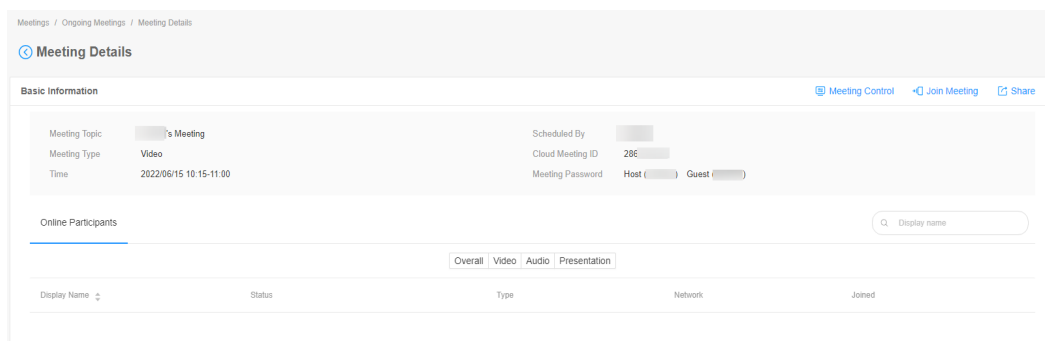 Meetings / Ongoing Meetings / Meeting Details
Meeting Details
Basic Information Meeting Control Join Meeting Share
Meeting Topic 's Meeting Scheduled By
Meeting Type Video Cloud Meeting ID 286
Time 2022/06/15 10:15-11:00 Meeting Password Host ( ) Guest ( )
Online Participants Display name
Overall Video Audio Presentation
Display Name Status Type Network Joined